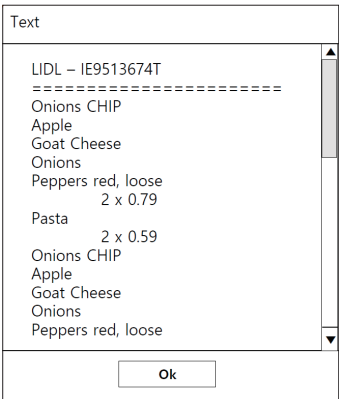 Text
LIDL – IE9513674T
========================
Onions CHIP
Apple
Goat Cheese
Onions
Peppers red, loose
2 x 0.79
Pasta
2 x 0.59
Onions CHIP
Apple
Goat Cheese
Onions
Peppers red, loose
Ok